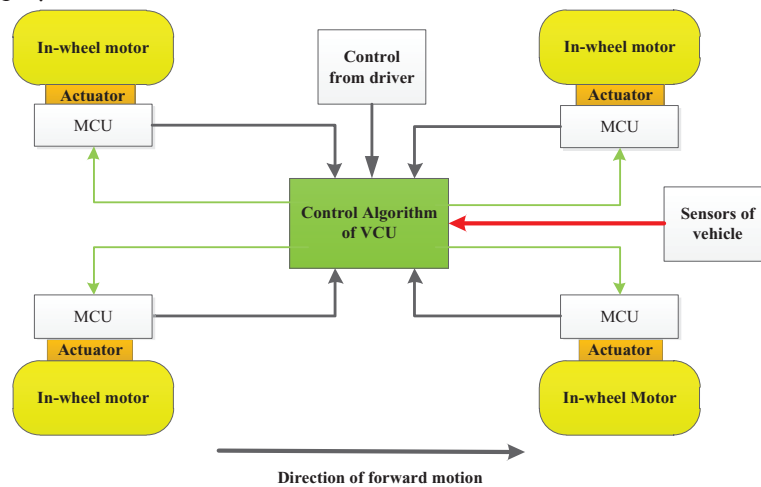 In-wheel motor
Actuator
MCU
Control
from driver
In-wheel motor
Actuator
MCU
Control Algorithm
of VCU
Sensors of
vehicle
MCU
Actuator
In-wheel motor
MCU
Actuator
In-wheel Motor
Direction of forward motion